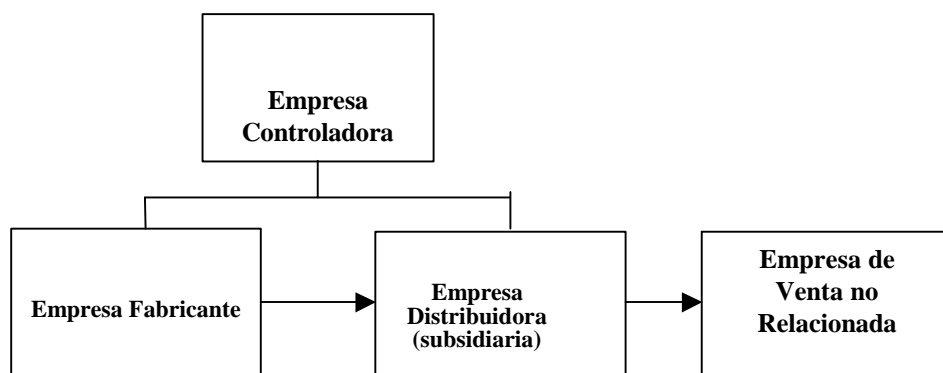 Empresa
Controladora
Empresa Fabricante
Empresa
Distribuidora
(subsidiaria)
Empresa de
Venta no
Relacionada